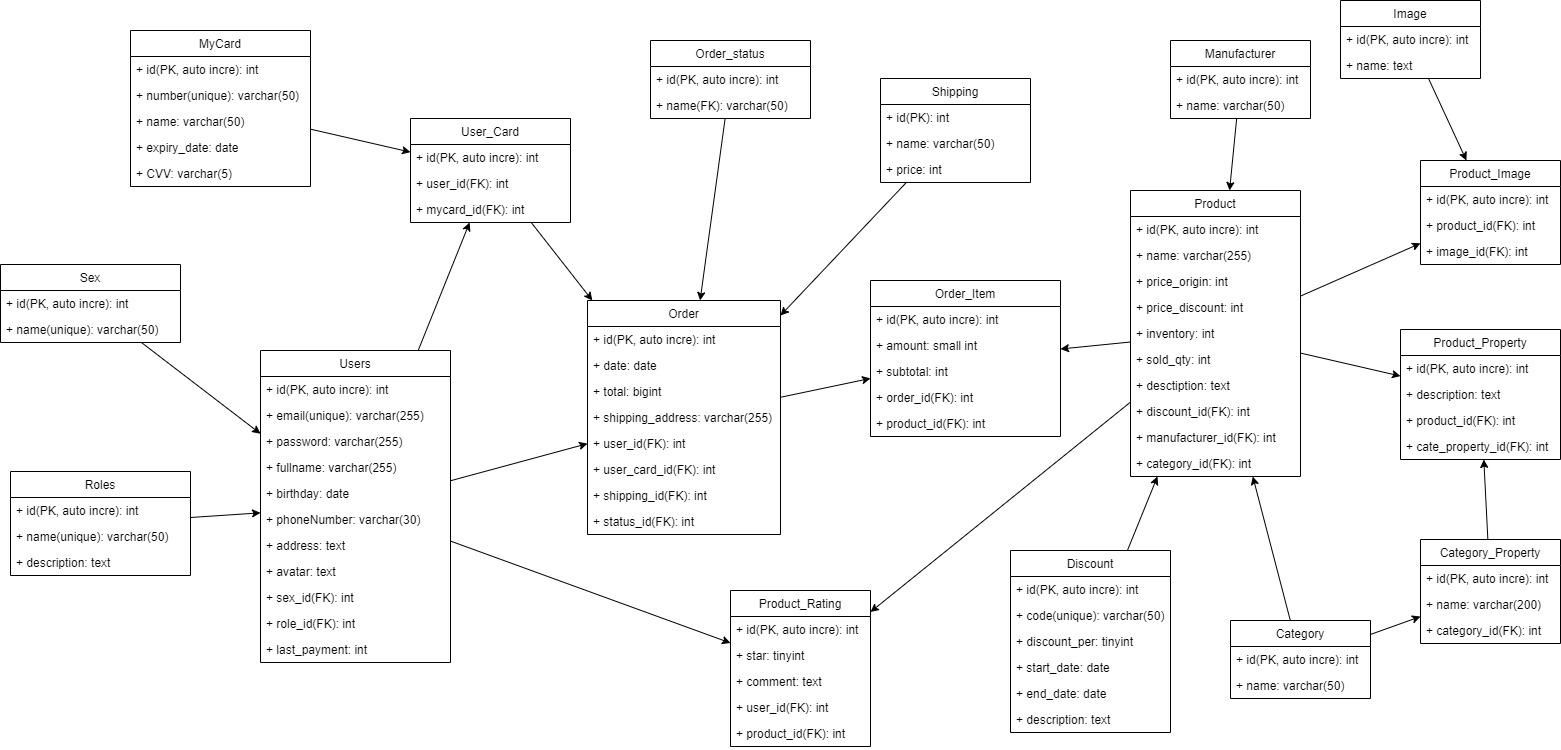 MyCard
+ id(PK, auto incre): int
+ number(unique): varchar(50)
+ name: varchar(50)
+ expiry_date: date
+ CVV: varchar(5)
Order_status
+ id(PK, auto incre): int
+ name(FK): varchar(50)
Shipping
+ id(PK): int
+ name: varchar(50)
+ price: int
Manufacturer
+ id(PK, auto incre): int
+ name: varchar(50)
Image
+ id(PK, auto incre): int
+ name: text
User_Card
+ id(PK, auto incre): int
+ user_id(FK): int
+ mycard_id(FK): int
Product_Image
+ id(PK, auto incre): int
+ product_id(FK): int
+ image_id(FK): int
Product
+ id(PK, auto incre): int
+ name: varchar(255)
+ price_origin: int
+ price_discount: int
+ inventory: int
+ sold_qty: int
+ desctiption: text
+ discount_id(FK): int
+ manufacturer_id(FK): int
+ category_id(FK): int
Sex
+ id(PK, auto incre): int
+ name(unique): varchar(50)
Order_Item
+ id(PK, auto incre): int
+ amount: small int
+ subtotal: int
+ order_id(FK): int
+ product_id(FK): int
Order
+ id(PK, auto incre): int
+ date: date
+ total: bigint
+ shipping_address: varchar(255)
+ user_id(FK): int
+ user_card_id(FK): int
+ shipping_id(FK): int
+ status_id(FK): int
Product_Property
+ id(PK, auto incre): int
+ description: text
+ product_id(FK): int
+ cate_property_id(FK): int
Users
+ id(PK, auto incre): int
+ email(unique): varchar(255)
+ password: varchar(255)
+ fullname: varchar(255)
+ birthday: date
+ phoneNumber: varchar(30)
+ address: text
+ avatar: text
+ sex_id(FK): int
+ role_id(FK): int
+ last_payment: int
Roles
+ id(PK, auto incre): int
+ name(unique): varchar(50)
+ description: text
Category_Property
+ id(PK, auto incre): int
+ name: varchar(200)
+ category_id(FK): int
Discount
+ id(PK, auto incre): int
+ code(unique): varchar(50)
+ discount_per: tinyint
+ start_date: date
+ end_date: date
+ description: text
Product_Rating
+ id(PK, auto incre): int
+ star: tinyint
+ comment: text
+ user_id(FK): int
+ product_id(FK): int
Category
+ id(PK, auto incre): int
+ name: varchar(50)